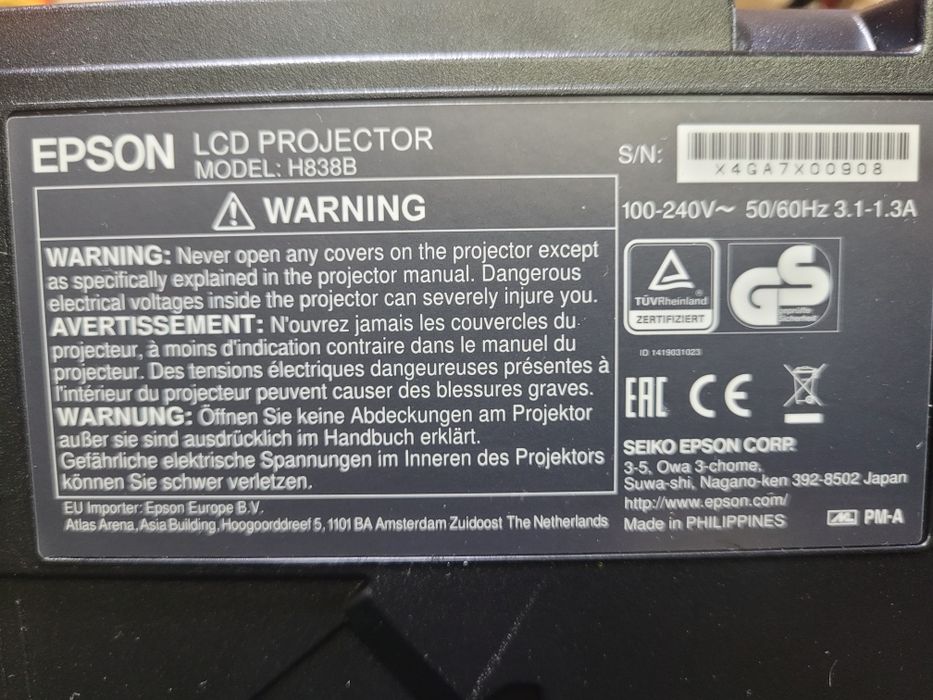 EPSON LCD PROJECTOR
MODEL: H838B
S/N: X4GA7X00908
WARNING
WARNING: Never open any covers on the projector except
as specifically explained in the projector manual. Dangerous
electrical voltages inside the projector can severely injure you.
AVERTISSEMENT: N'ouvrez jamais les couvercles du
projecteur, à moins d'indication contraire dans le manuel du
projecteur. Des tensions électriques dangeureuses présentes à
l'intérieur du projecteur peuvent causer des blessures graves.
WARNUNG: Öffnen Sie keine Abdeckungen am Projektor
außer sie sind ausdrücklich im Handbuch erklärt.
Gefährliche elektrische Spannungen im Inneren des Projektors
können Sie schwer verletzen.
EU Importer: Epson Europe B.V.
Atlas Arena, Asia Building, Hoogoorddreef 5, 1101 BA Amsterdam Zuidoost The Netherlands
100-240V~ 50/60Hz 3.1-1.3A
TÜVRheinland®
ZERTIFIZIERT
GS
geprüfte
Sicherheit
ID 1419031023
EAC CE
SEIKO EPSON CORP.
3-5, Owa 3-chome,
Suwa-shi, Nagano-ken 392-8502 Japan
http://www.epson.com/
Made in PHILIPPINES
PM-A